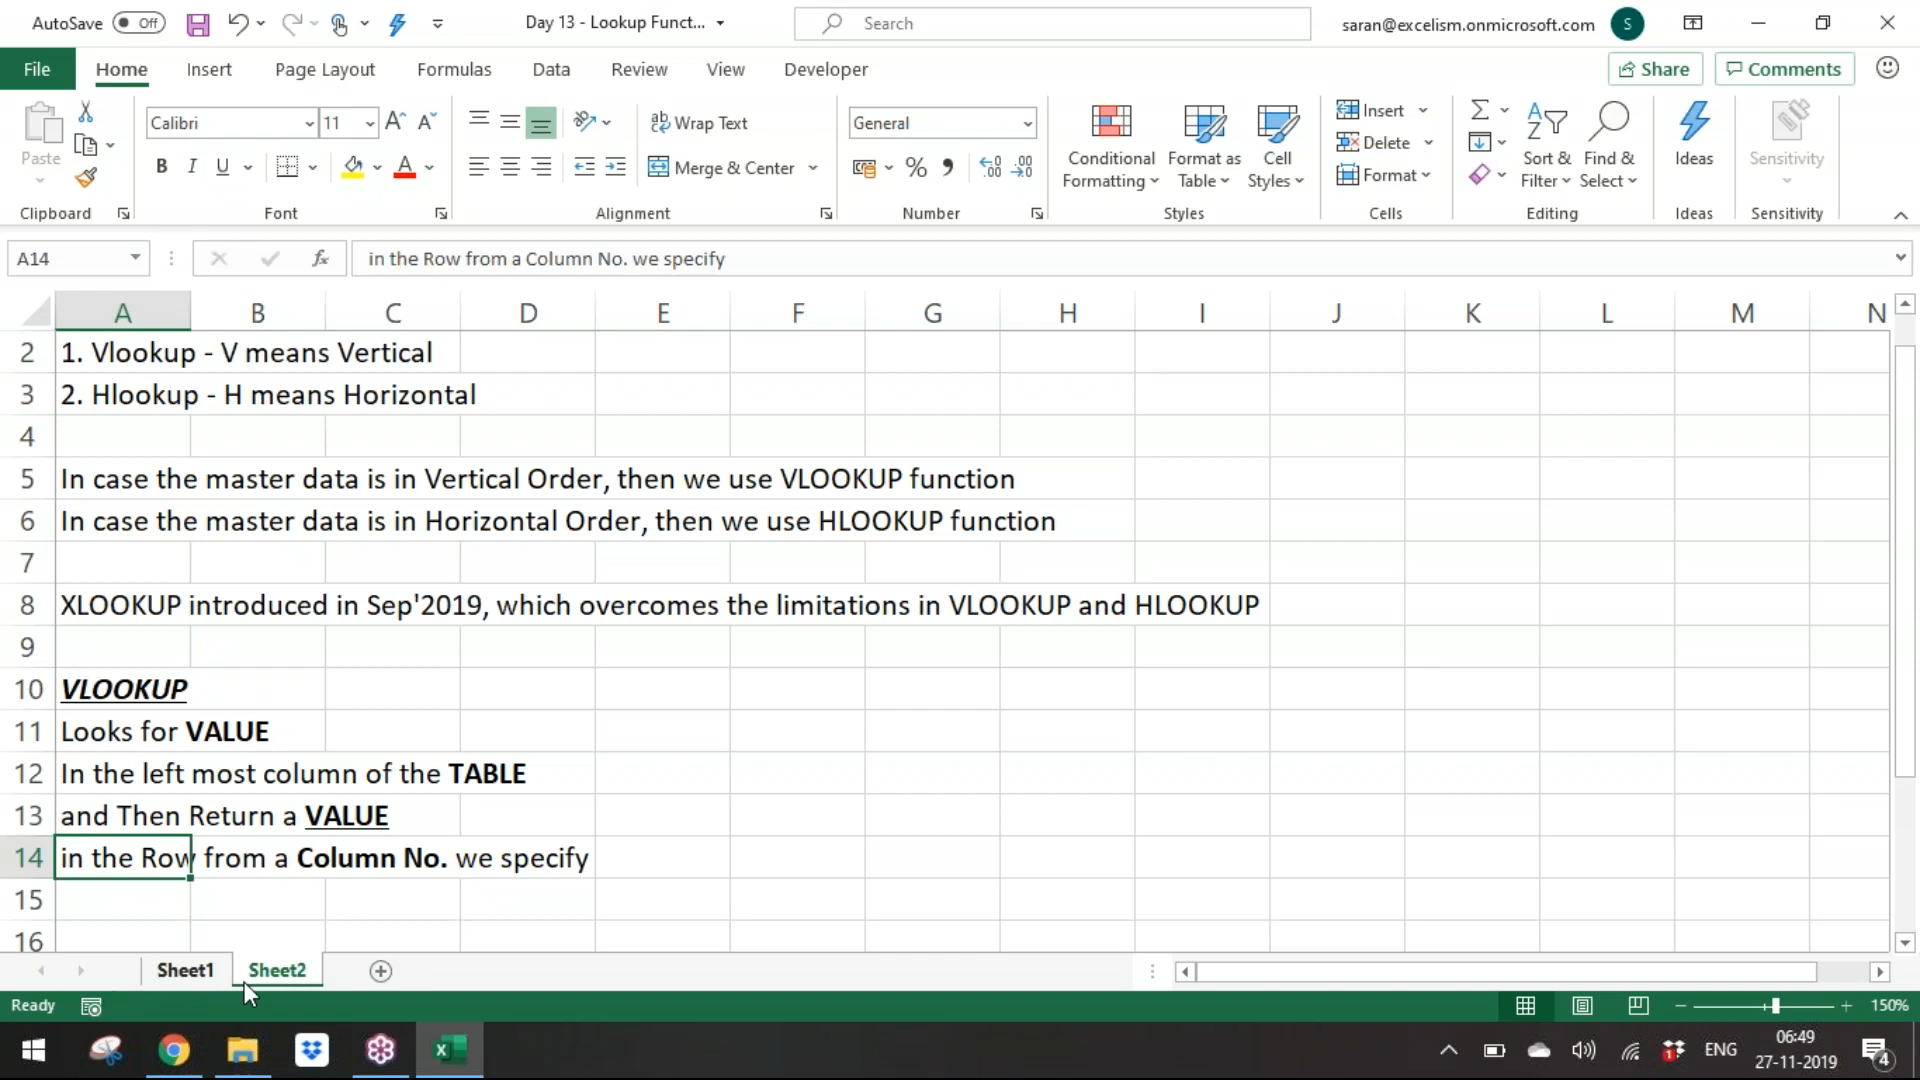 AutoSave Off Day 13 - Lookup Funct... Search saran@excelism.onmicrosoft.com S
File Home Insert Page Layout Formulas Data Review View Developer Share Comments
Calibri 11 Wrap Text General Insert
Paste Conditional Formatting Format as Table Cell Styles Delete Sort & Filter Find & Select Ideas Sensitivity
B I U Merge & Center % Format
Clipboard Font Alignment Number Styles Cells Editing Ideas Sensitivity
A14 fx in the Row from a Column No. we specify
A B C D E F G H I J K L M N
2 1. Vlookup - V means Vertical
3 2. Hlookup - H means Horizontal
4
5 In case the master data is in Vertical Order, then we use VLOOKUP function
6 In case the master data is in Horizontal Order, then we use HLOOKUP function
7
8 XLOOKUP introduced in Sep'2019, which overcomes the limitations in VLOOKUP and HLOOKUP
9
10 VLOOKUP
11 Looks for VALUE
12 In the left most column of the TABLE
13 and Then Return a VALUE
14 in the Row from a Column No. we specify
15
16
Sheet1 Sheet2
Ready 150%
ENG 06:49
27-11-2019 4